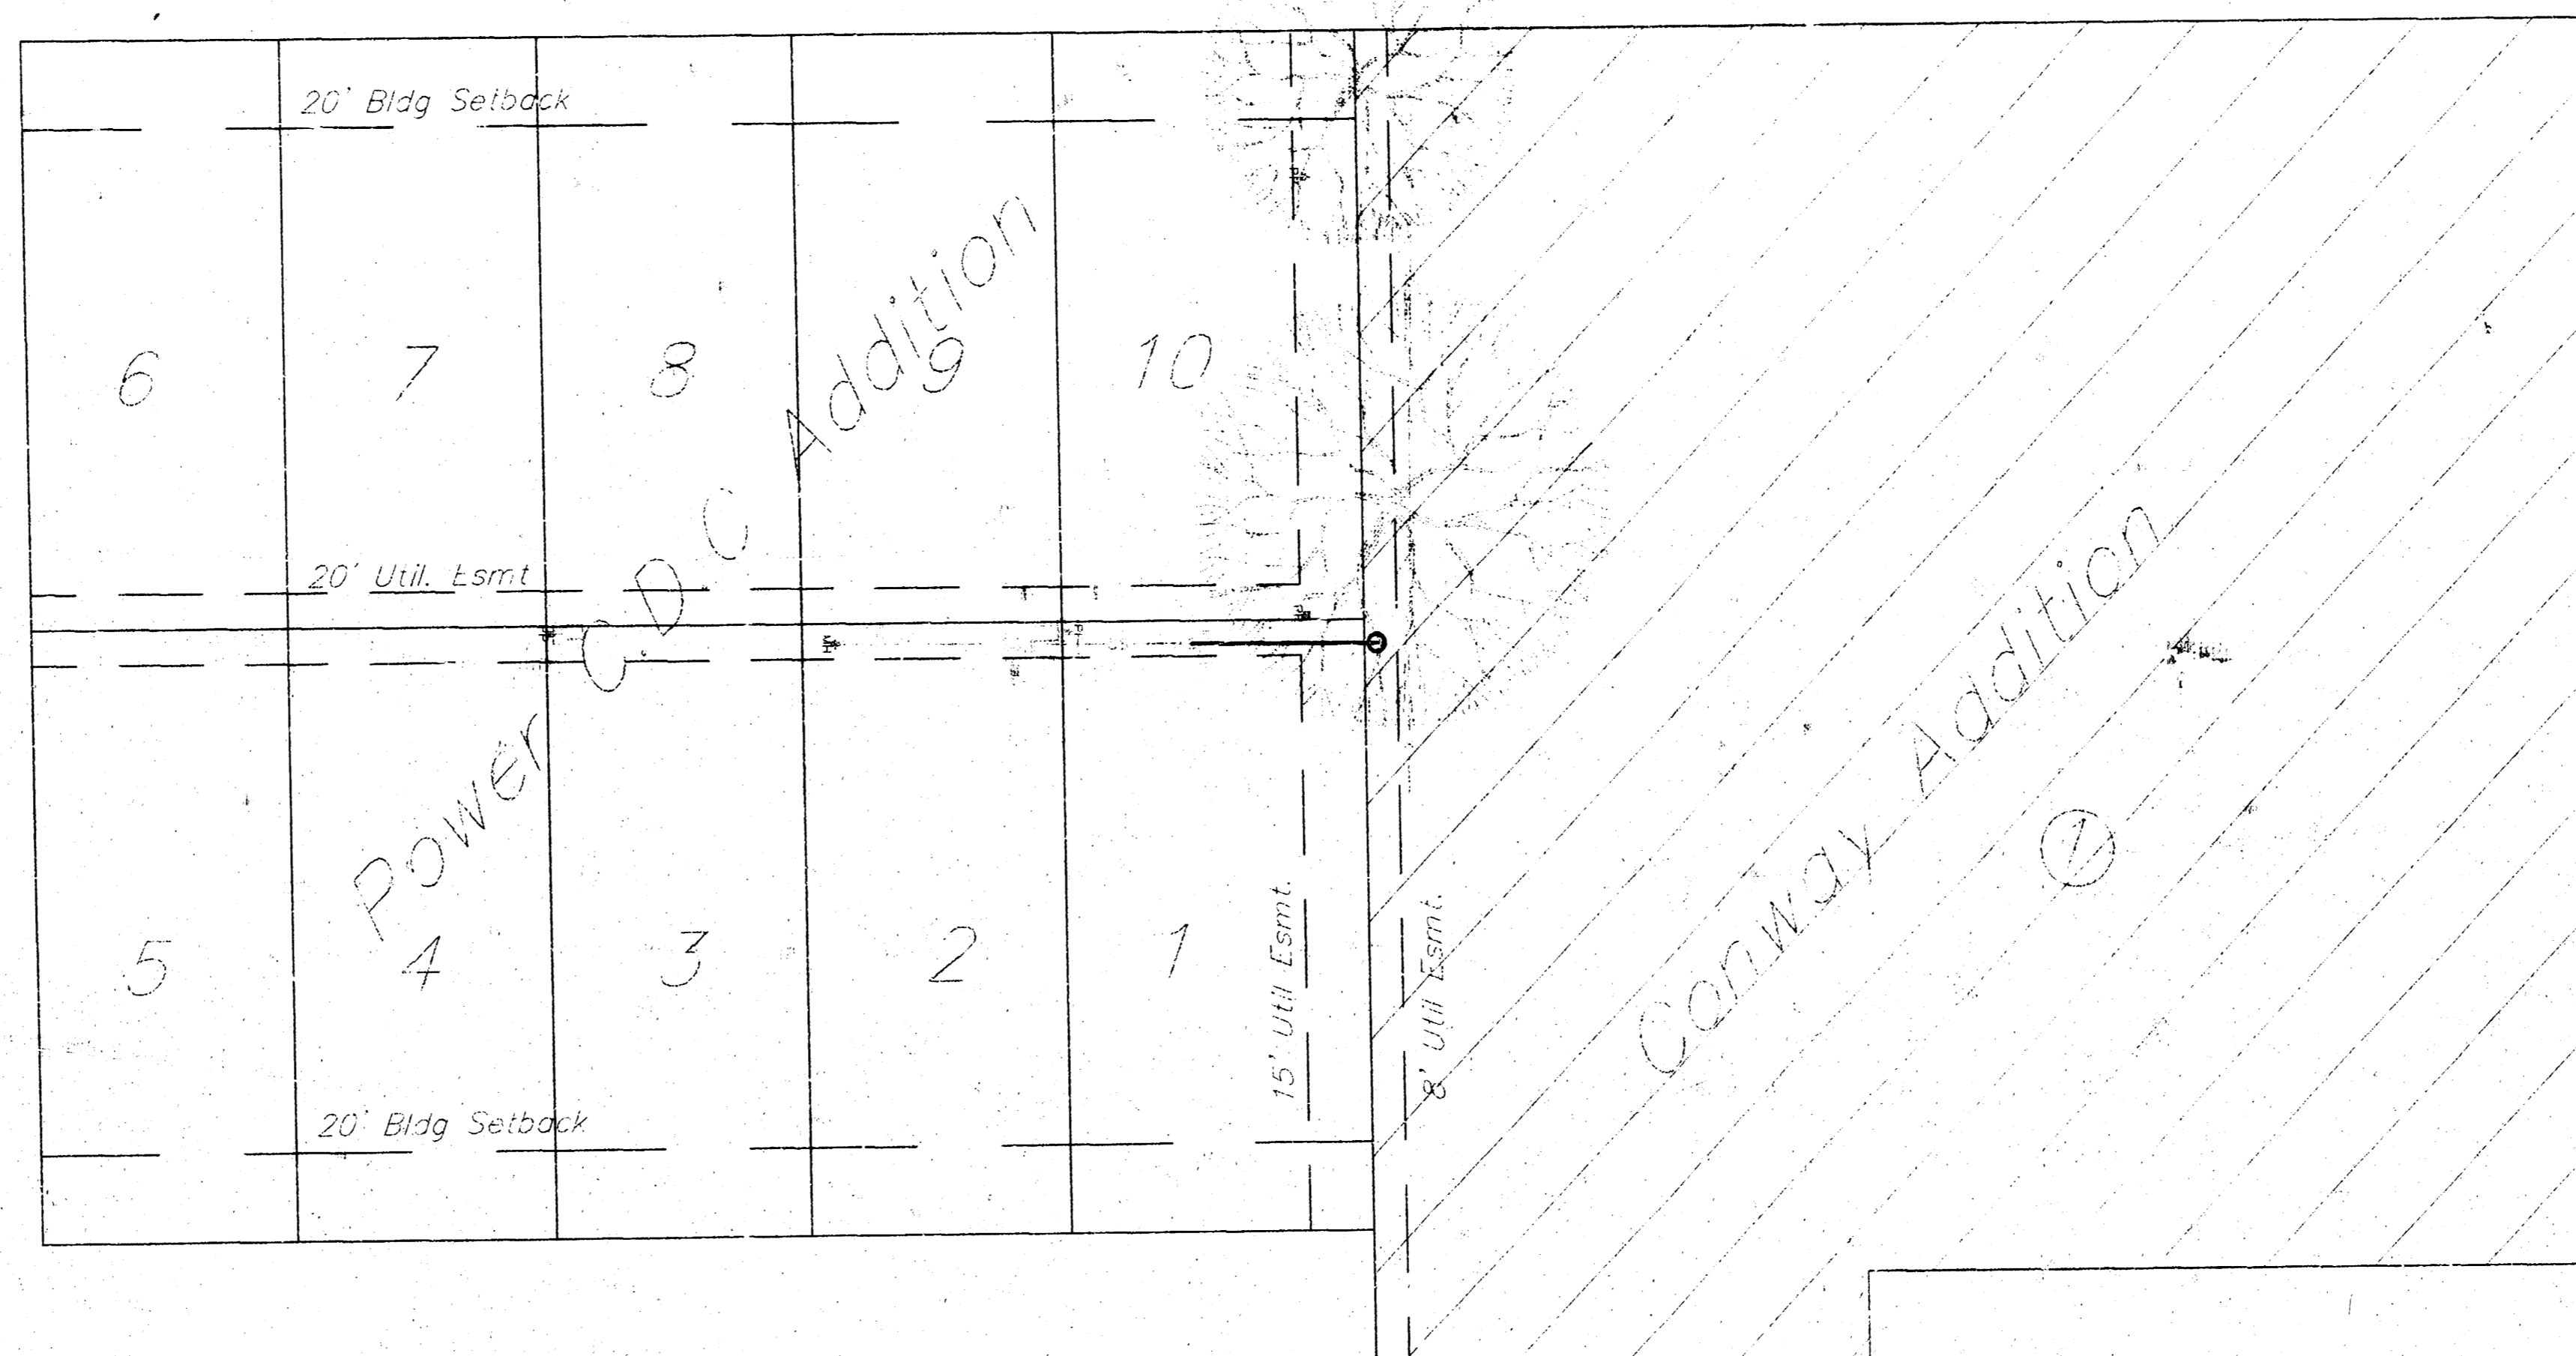 20' Bldg Setback
6
7
8
9
10
20' Util. Esmt
Power C D C Addition
5
4
3
2
1
15' Util Esmt.
8' Util Esmt.
Conway Addition
1
20' Bldg Setback